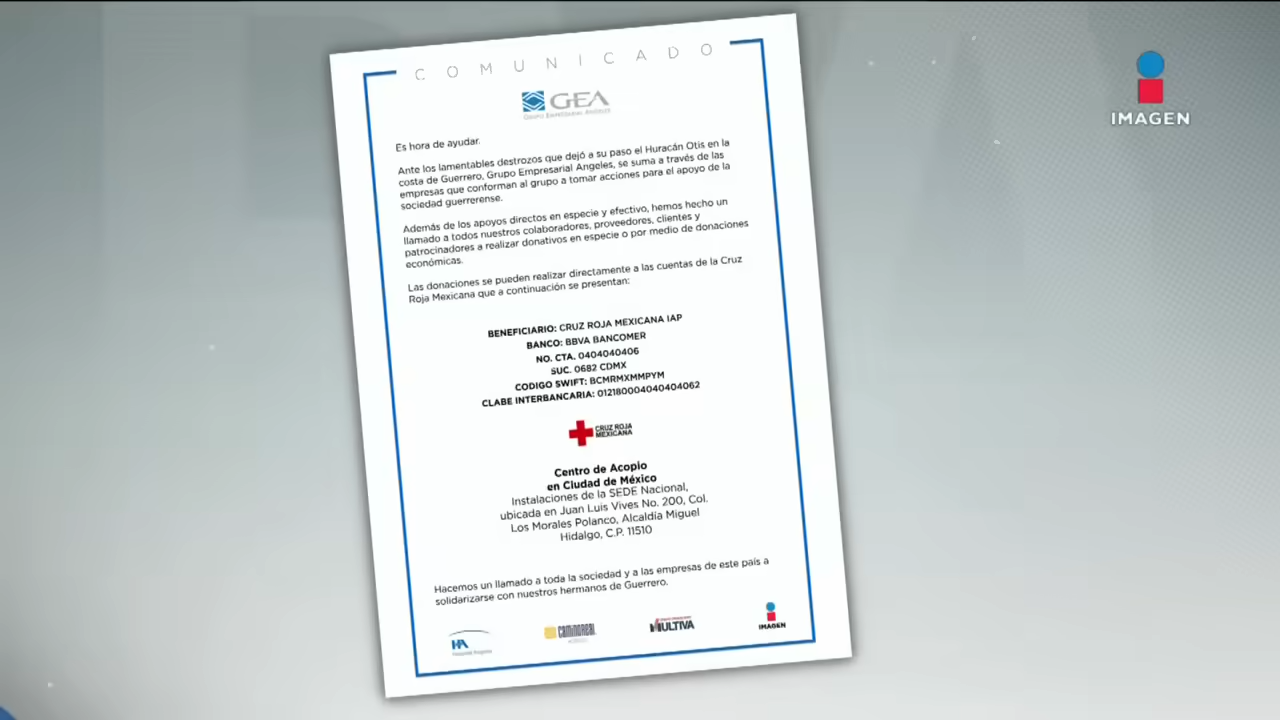 COMUNICADO
GEA
GRUPO EMPRESARIAL ANGELES
Es hora de ayudar.
Ante los lamentables destrozos que dejó a su paso el Huracán Otis en la
costa de Guerrero, Grupo Empresarial Angeles, se suma a través de las
empresas que conforman al grupo a tomar acciones para el apoyo de la
sociedad guerrerense.
Además de los apoyos directos en especie y efectivo, hemos hecho un
llamado a todos nuestros colaboradores, proveedores, clientes y
patrocinadores a realizar donativos en especie o por medio de donaciones
económicas.
Las donaciones se pueden realizar directamente a las cuentas de la Cruz
Roja Mexicana que a continuación se presentan:
BENEFICIARIO: CRUZ ROJA MEXICANA IAP
BANCO: BBVA BANCOMER
NO. CTA. 0404040406
SUC. 0682 CDMX
CODIGO SWIFT: BCMRMXMMPYM
CLABE INTERBANCARIA: 012180004040404062
CRUZ ROJA
MEXICANA
Centro de Acopio
en Ciudad de México
Instalaciones de la SEDE Nacional,
ubicada en Juan Luis Vives No. 200, Col.
Los Morales Polanco, Alcaldía Miguel
Hidalgo, C.P. 11510
Hacemos un llamado a toda la sociedad y a las empresas de este país a
solidarizarse con nuestros hermanos de Guerrero.
HA
Hospital Angeles
CAMINO REAL
MULTIVA
IMAGEN
IMAGEN